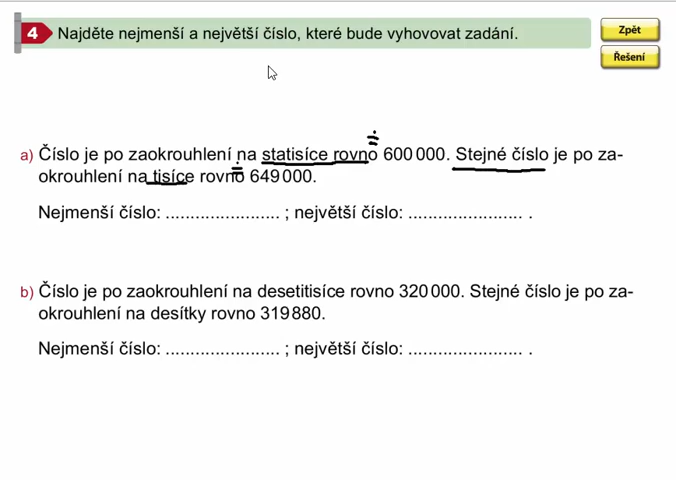 4 Najděte nejmenší a největší číslo, které bude vyhovovat zadání.
Zpět
Řešení
a) Číslo je po zaokrouhlení na statisíce rovno 600 000. Stejné číslo je po za-
okrouhlení na tisíce rovno 649 000.
Nejmenší číslo: ....................... ; největší číslo: ....................... .
b) Číslo je po zaokrouhlení na desetitisíce rovno 320 000. Stejné číslo je po za-
okrouhlení na desítky rovno 319 880.
Nejmenší číslo: ....................... ; největší číslo: ....................... .